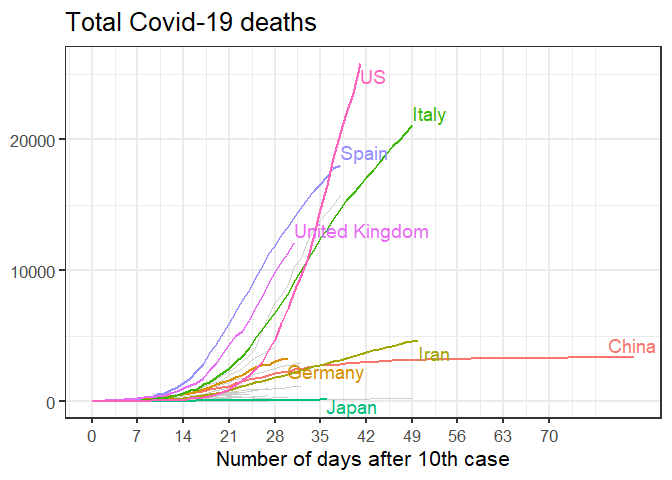 Total Covid-19 deaths
US
Italy
20000
Spain
United Kingdom
10000
China
Iran
Germany
0
Japan
0 7 14 21 28 35 42 49 56 63 70
Number of days after 10th case